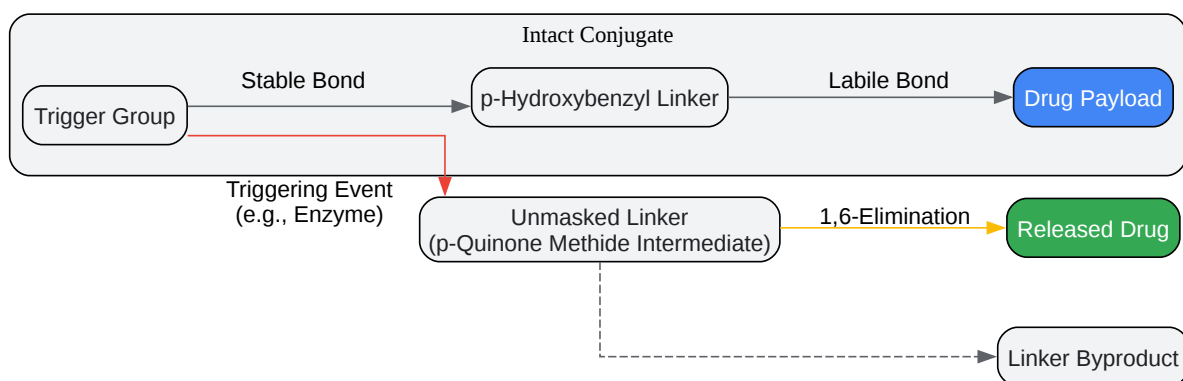 Intact Conjugate
Stable Bond
Labile Bond
Trigger Group
p-Hydroxybenzyl Linker
Drug Payload
Triggering Event
(e.g., Enzyme)
Unmasked Linker
(p-Quinone Methide Intermediate)
1,6-Elimination
Released Drug
Linker Byproduct